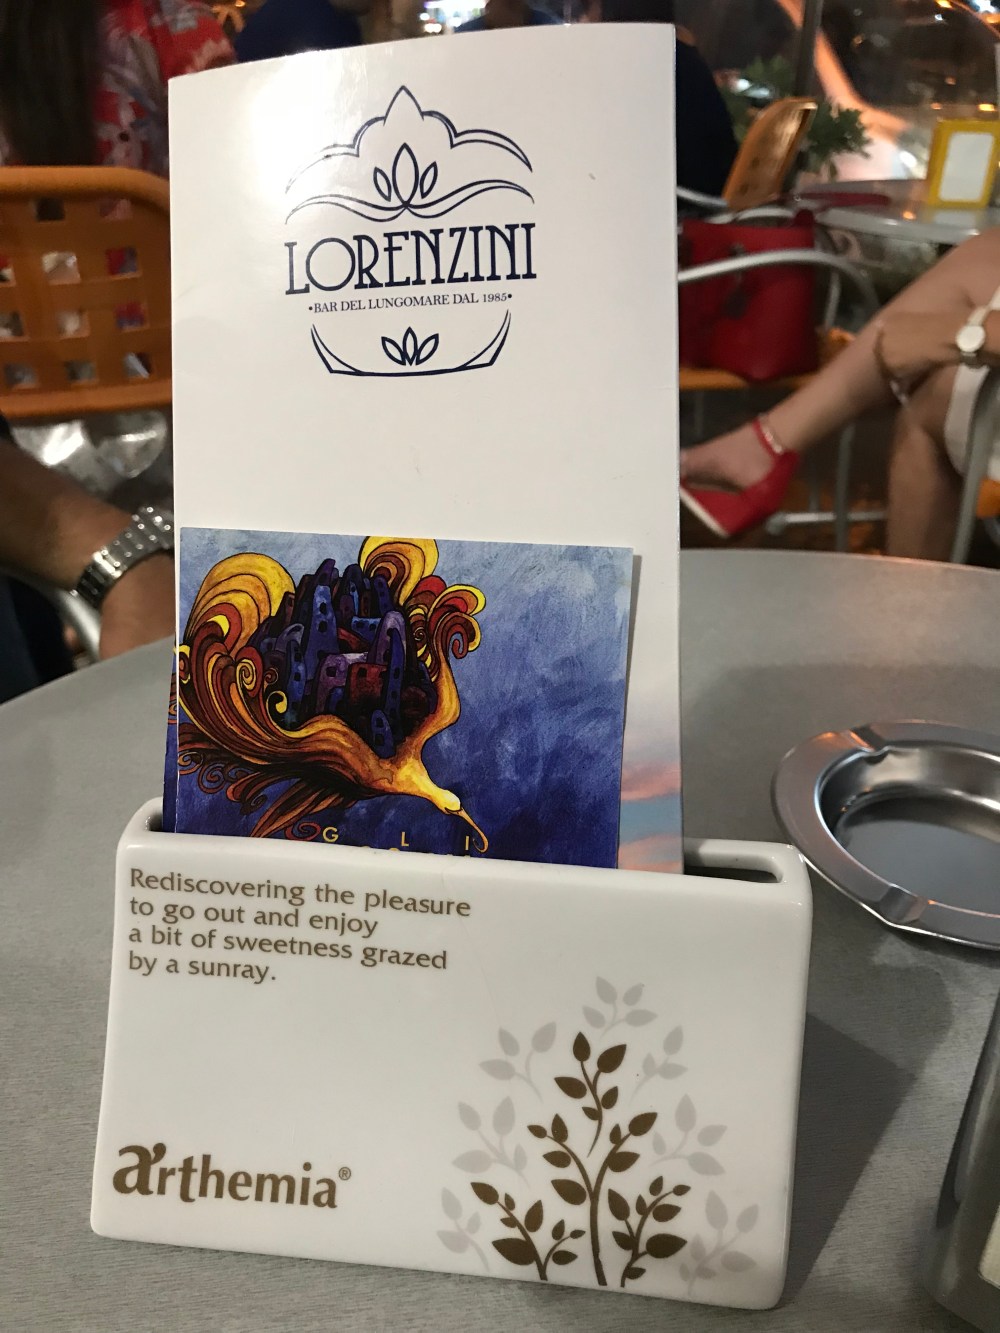 LORENZINI
•BAR DEL LUNGOMARE DAL 1985•
G L I
Rediscovering the pleasure
to go out and enjoy
a bit of sweetness grazed
by a sunray.
arthemia®